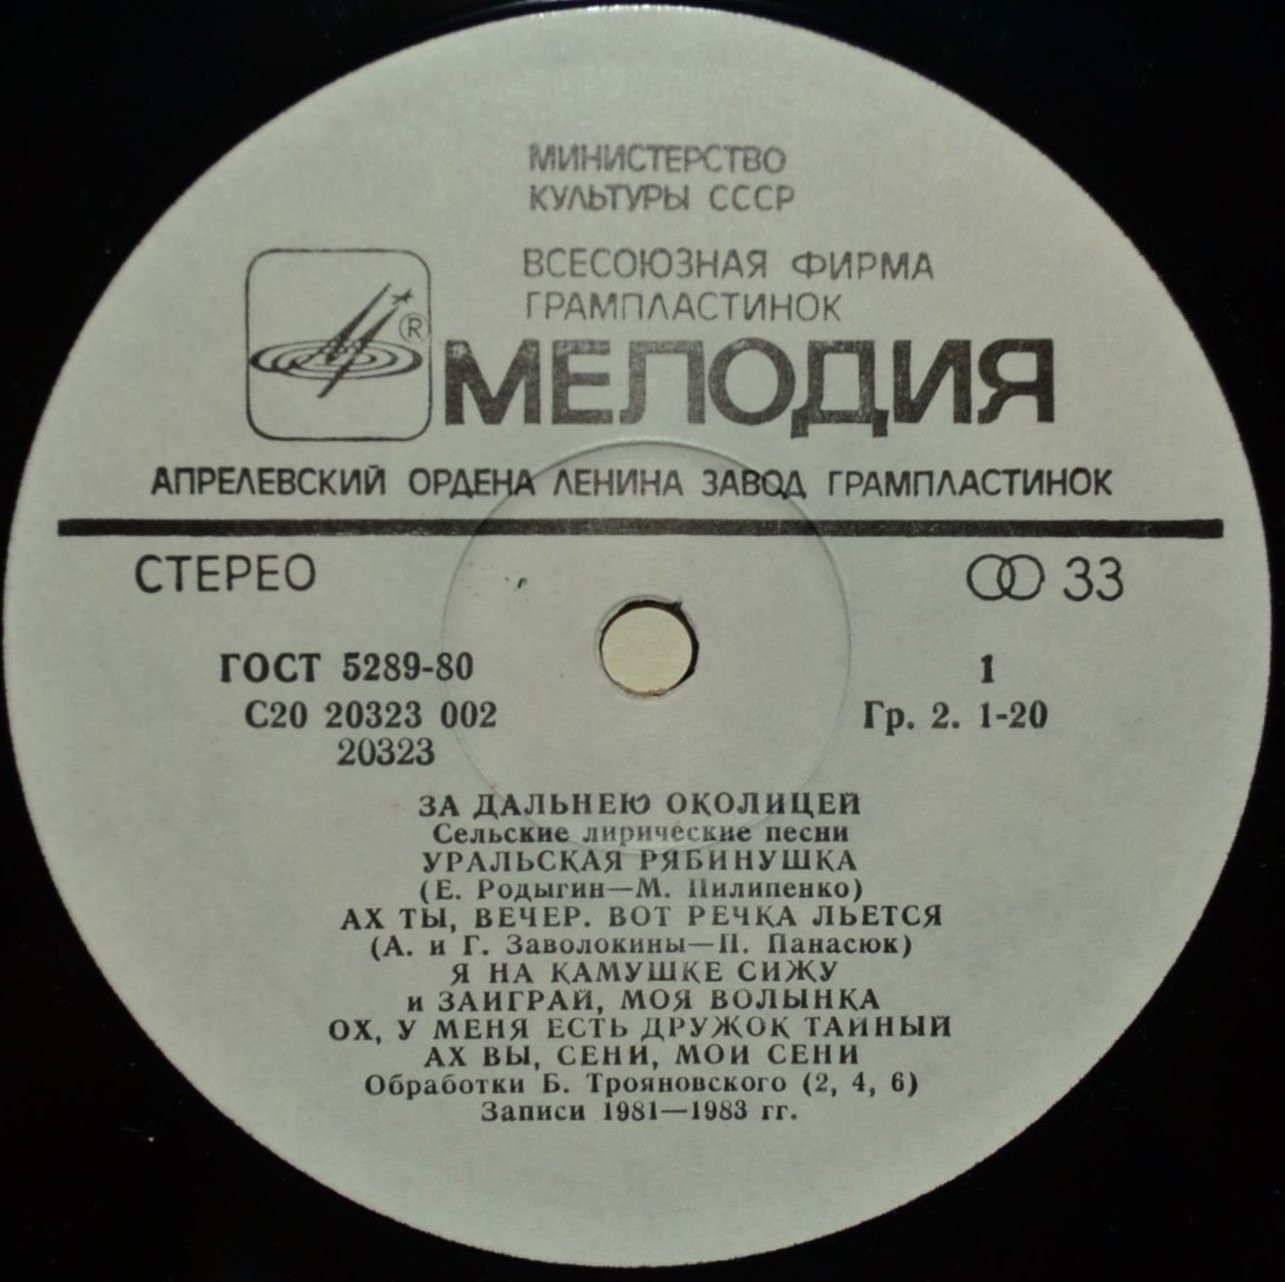 МИНИСТЕРСТВО
КУЛЬТУРЫ СССР
ВСЕСОЮЗНАЯ ФИРМА
ГРАМПЛАСТИНОК
®
МЕЛОДИЯ
АПРЕЛЕВСКИЙ ОРДЕНА ЛЕНИНА ЗАВОД ГРАМПЛАСТИНОК
СТЕРЕО 33
ГОСТ 5289-80 1
С20 20323 002 Гр. 2. 1-20
20323
ЗА ДАЛЬНЕЮ ОКОЛИЦЕЙ
Сельские лирические песни
УРАЛЬСКАЯ РЯБИНУШКА
(Е. Родыгин—М. Пилипенко)
АХ ТЫ, ВЕЧЕР. ВОТ РЕЧКА ЛЬЕТСЯ
(А. и Г. Заволокины—П. Панасюк)
Я НА КАМУШКЕ СИЖУ
и ЗАИГРАЙ, МОЯ ВОЛЫНКА
ОХ, У МЕНЯ ЕСТЬ ДРУЖОК ТАЙНЫЙ
АХ ВЫ, СЕНИ, МОИ СЕНИ
Обработки Б. Трояновского (2, 4, 6)
Записи 1981—1983 гг.